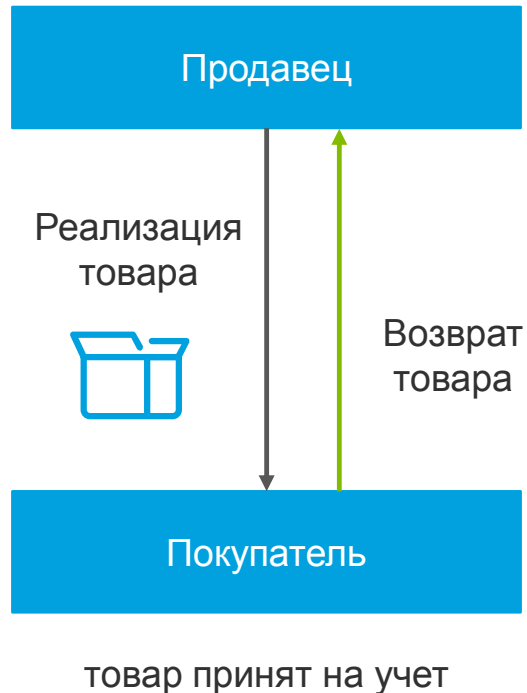 Продавец
Реализация
товара
Возврат
товара
Покупатель
товар принят на учет